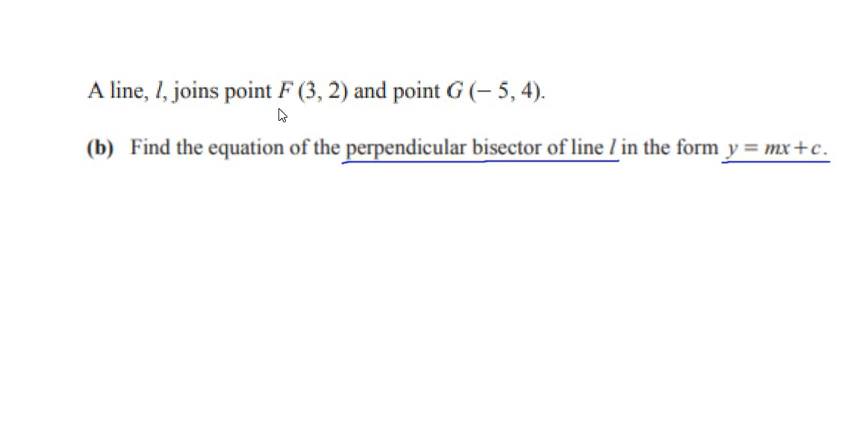 A line, l, joins point F (3, 2) and point G (– 5, 4).
(b) Find the equation of the perpendicular bisector of line l in the form y = mx+c.